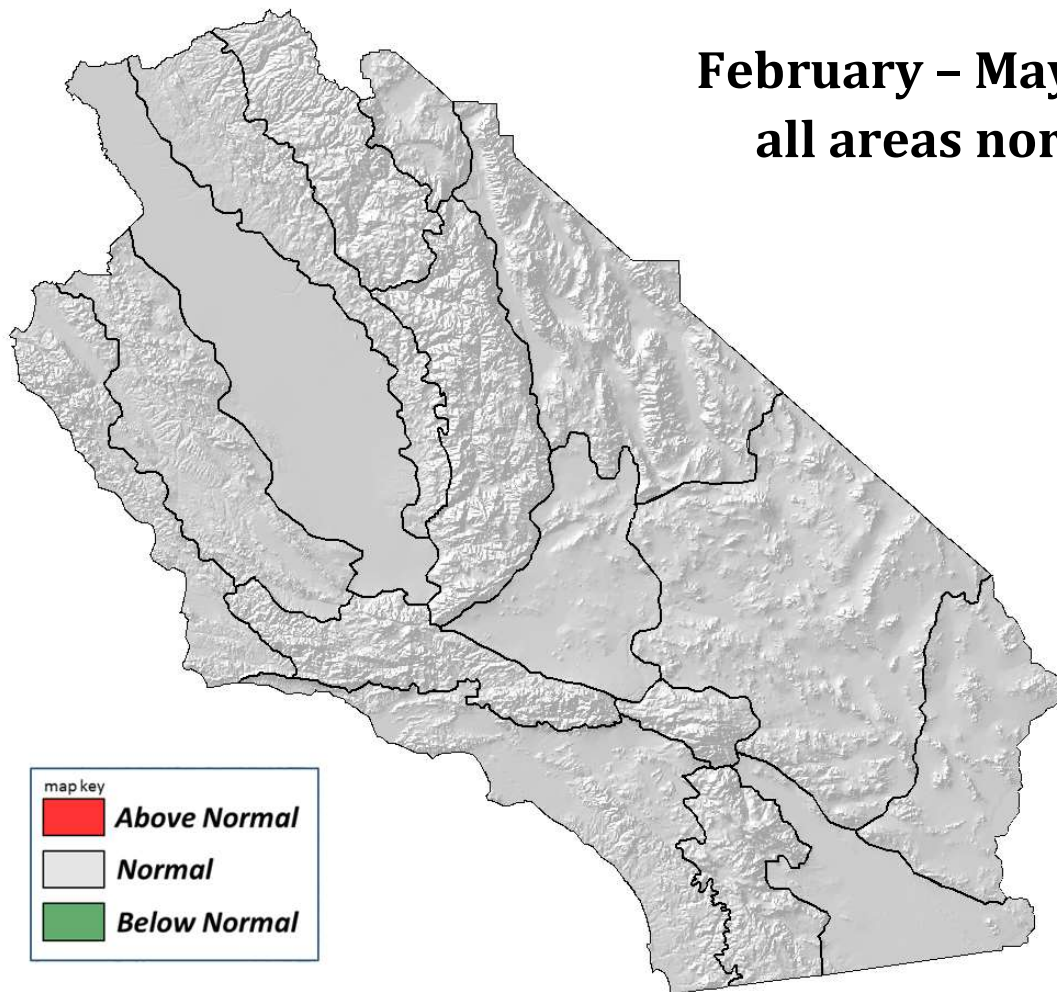 February – May
all areas nor
map key
Above Normal
Normal
Below Normal